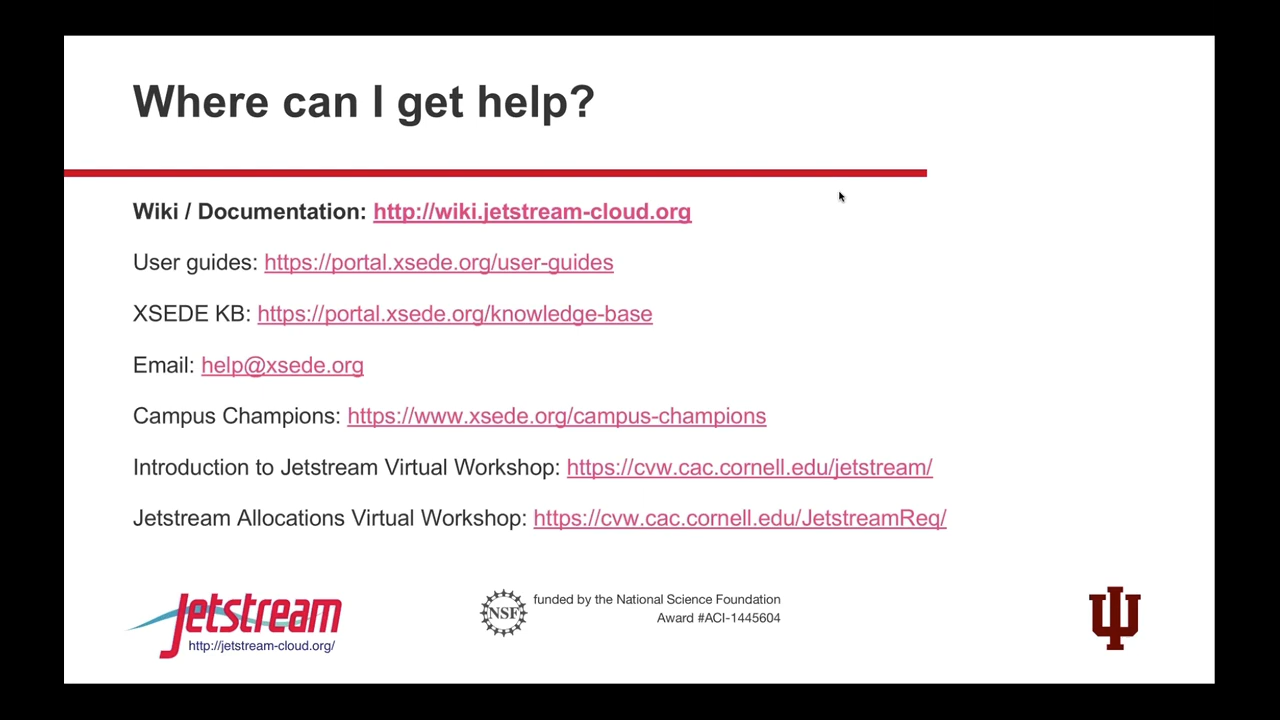 Where can I get help?
Wiki / Documentation: http://wiki.jetstream-cloud.org
User guides: https://portal.xsede.org/user-guides
XSEDE KB: https://portal.xsede.org/knowledge-base
Email: help@xsede.org
Campus Champions: https://www.xsede.org/campus-champions
Introduction to Jetstream Virtual Workshop: https://cvw.cac.cornell.edu/jetstream/
Jetstream Allocations Virtual Workshop: https://cvw.cac.cornell.edu/JetstreamReq/
Jetstream
http://jetstream-cloud.org/
NSF
funded by the National Science Foundation
Award #ACI-1445604